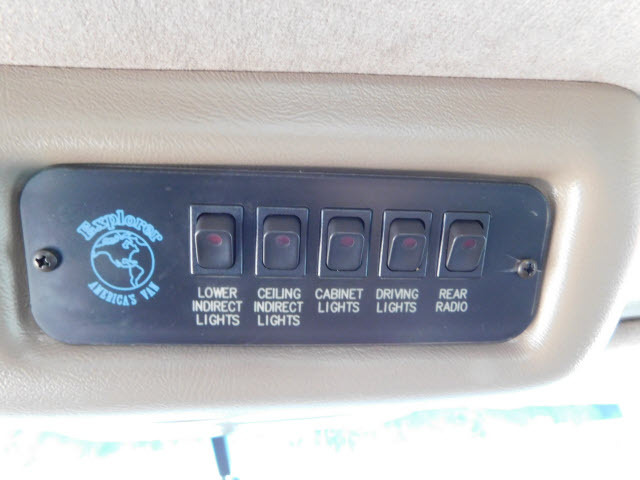 Explorer
AMERICA'S VAN
LOWER
INDIRECT
LIGHTS
CEILING
INDIRECT
LIGHTS
CABINET
LIGHTS
DRIVING
LIGHTS
REAR
RADIO